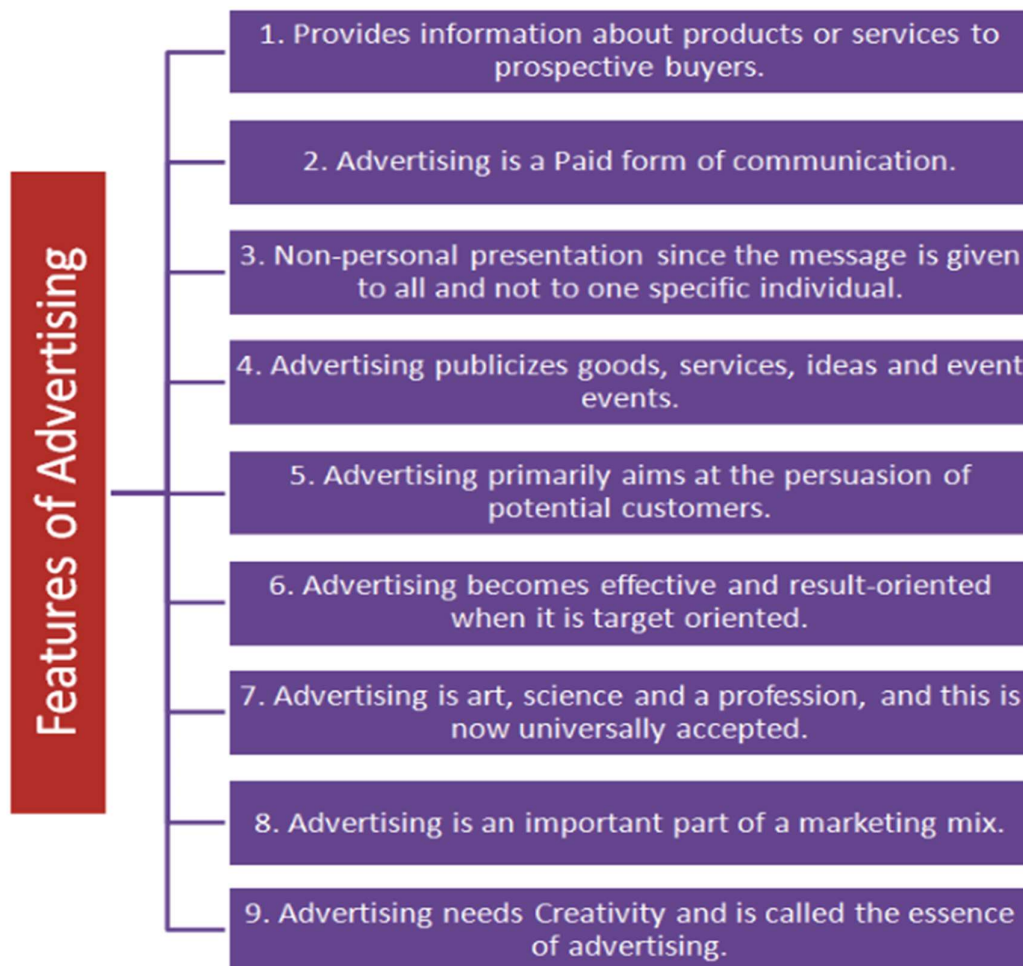 Features of Advertising
1. Provides information about products or services to
prospective buyers.
2. Advertising is a Paid form of communication.
3. Non-personal presentation since the message is given
to all and not to one specific individual.
4. Advertising publicizes goods, services, ideas and event
events.
5. Advertising primarily aims at the persuasion of
potential customers.
6. Advertising becomes effective and result-oriented
when it is target oriented.
7. Advertising is art, science and a profession, and this is
now universally accepted.
8. Advertising is an important part of a marketing mix.
9. Advertising needs Creativity and is called the essence
of advertising.